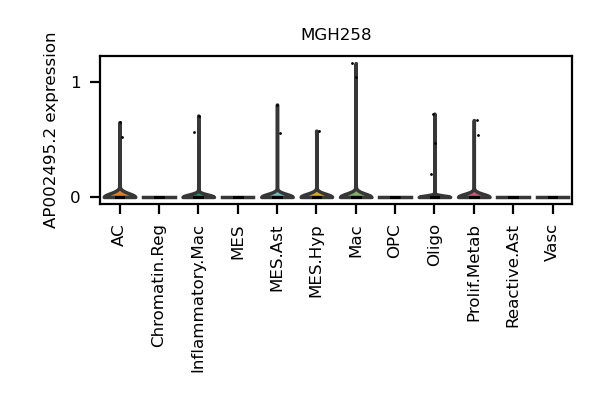 MGH258
AP002495.2 expression
1
0
AC
Chromatin.Reg
Inflammatory.Mac
MES
MES.Ast
MES.Hyp
Mac
OPC
Oligo
Prolif.Metab
Reactive.Ast
Vasc